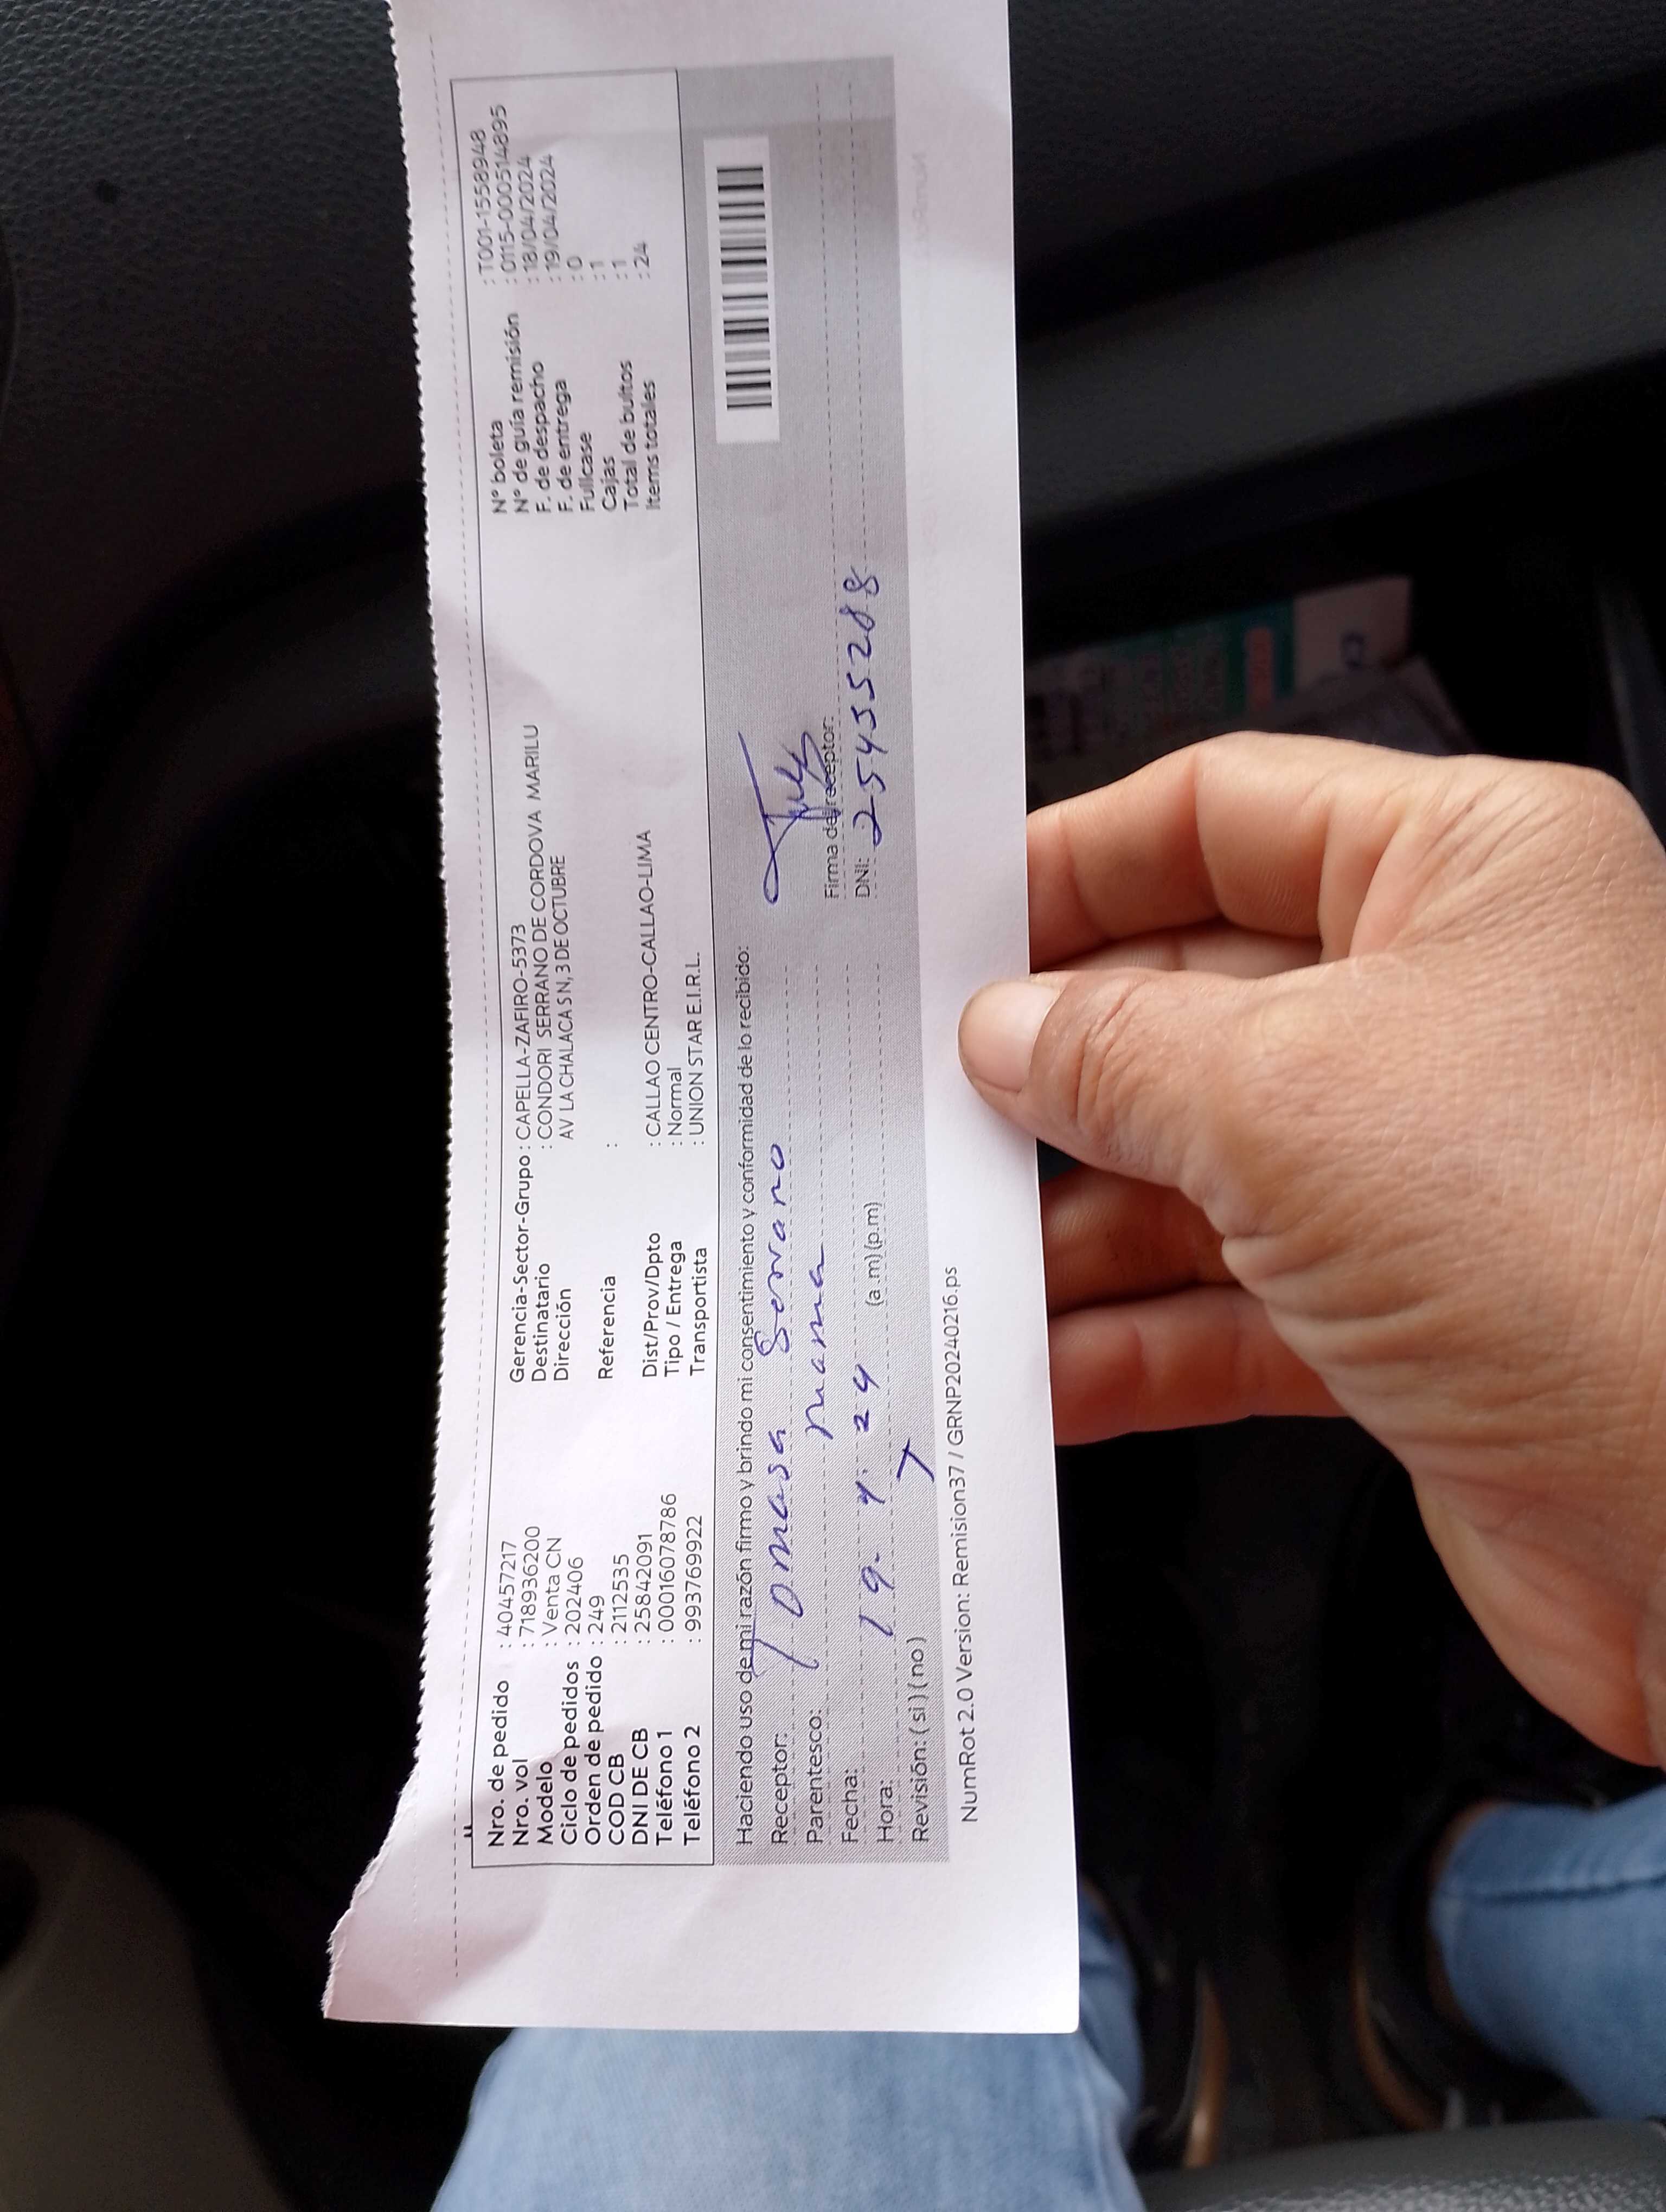 Nro. de pedido : 40457217
Nro. vol : 718936200
Modelo : Venta CN
Ciclo de pedidos : 202406
Orden de pedido : 249
COD CB : 2112535
DNI DE CB : 25842091
Teléfono 1 : 00016078786
Teléfono 2 : 993769922
Gerencia-Sector-Grupo : CAPELLA-ZAFIRO-5373
Destinatario : CONDORI SERRANO DE CORDOVA MARILU
Dirección AV LA CHALACA S N, 3 DE OCTUBRE
Referencia :
Dist/Prov/Dpto : CALLAO CENTRO-CALLAO-LIMA
Tipo / Entrega : Normal
Transportista : UNION STAR E.I.R.L.
N° boleta : T001-1558948
N° de guía remisión : 0115-000514895
F. de despacho : 18/04/2024
F. de entrega : 19/04/2024
Fullcase : 0
Cajas : 1
Total de bultos : 1
Items totales : 24
Haciendo uso de mi razón firmo y brindo mi consentimiento y conformidad de lo recibido:
Receptor: Tomasa Serrano
Parentesco: mama
Fecha: 19. 4. 24
Hora: (a.m) (p.m)
Revisión: ( si ) ( no )
Firma de receptor:
DNI: 25455288
NumRot 2.0 Version: Remision37 / GRNP20240216.ps